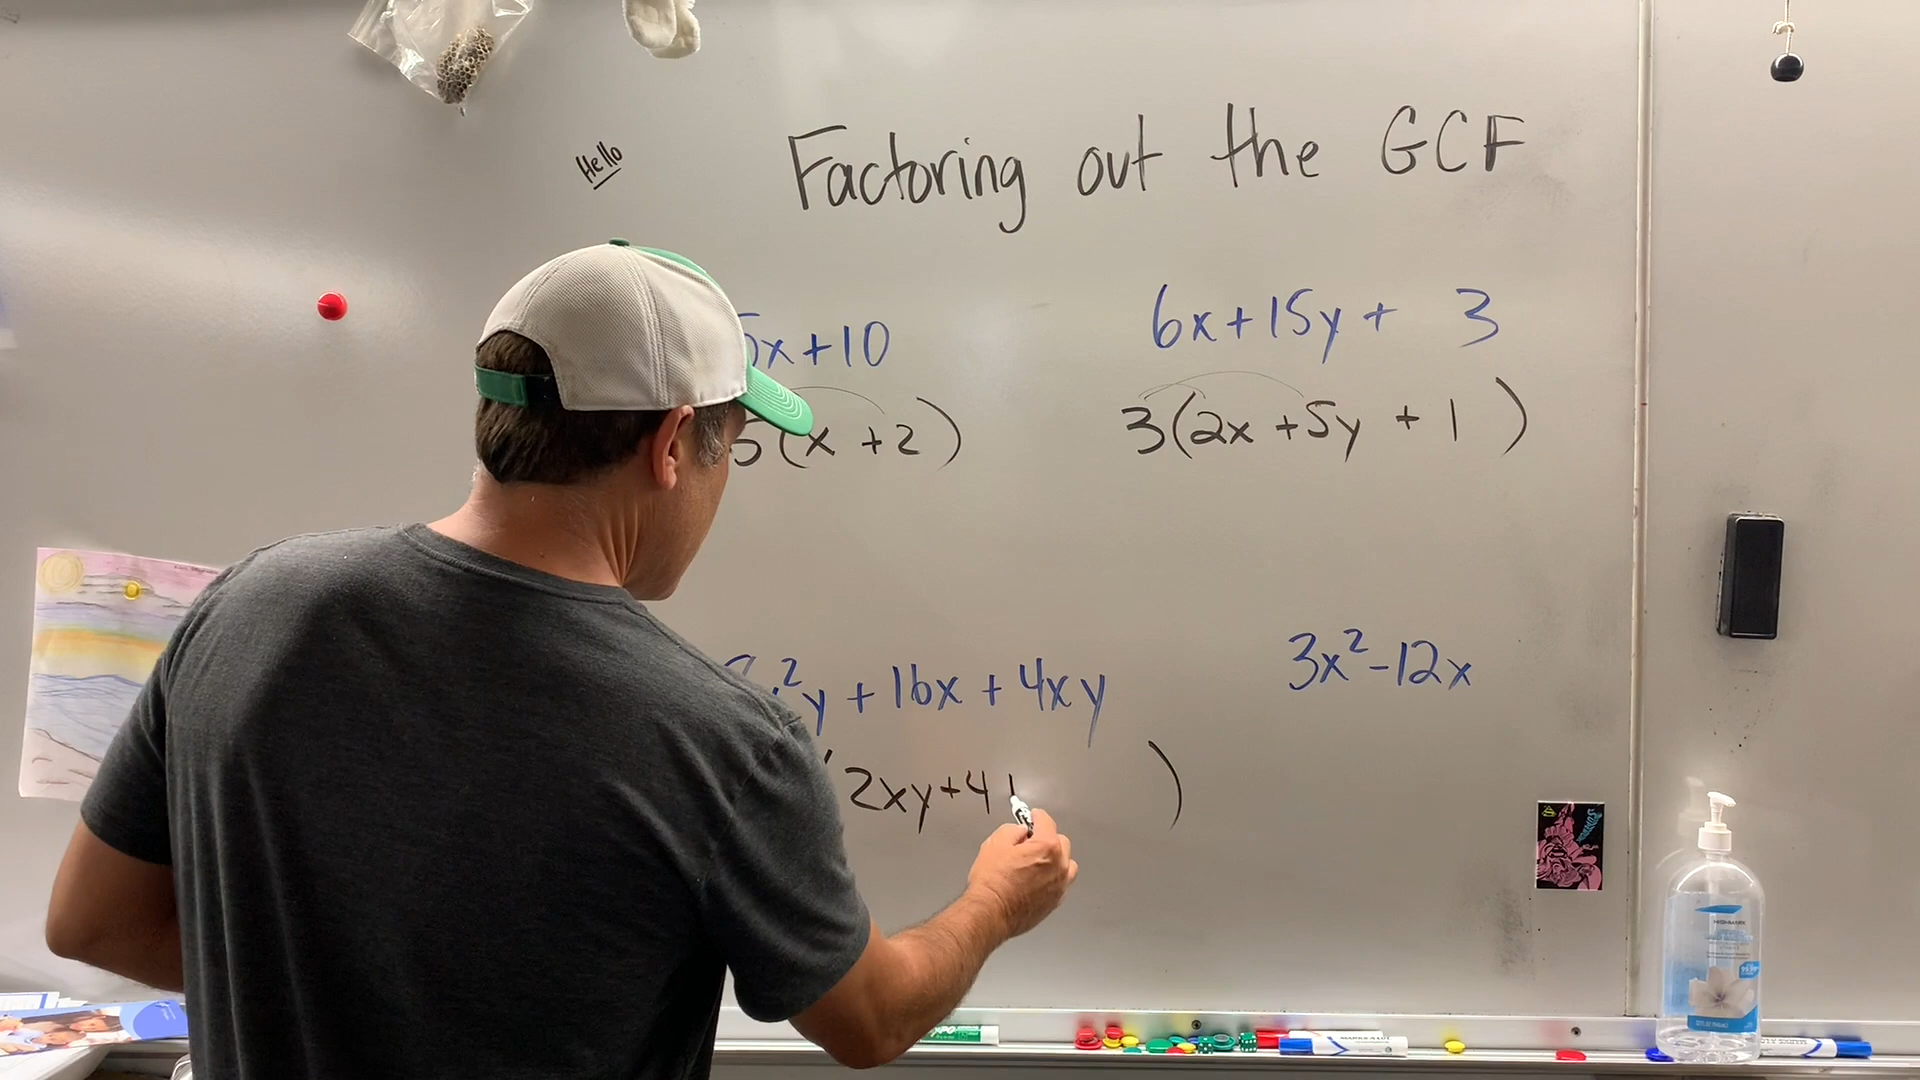 Hello
Factoring out the GCF
5x+10
6x+15y+ 3
5(x +2)
3(2x +5y + 1 )
²y + 16x + 4xy
3x²-12x
(2xy+4 )